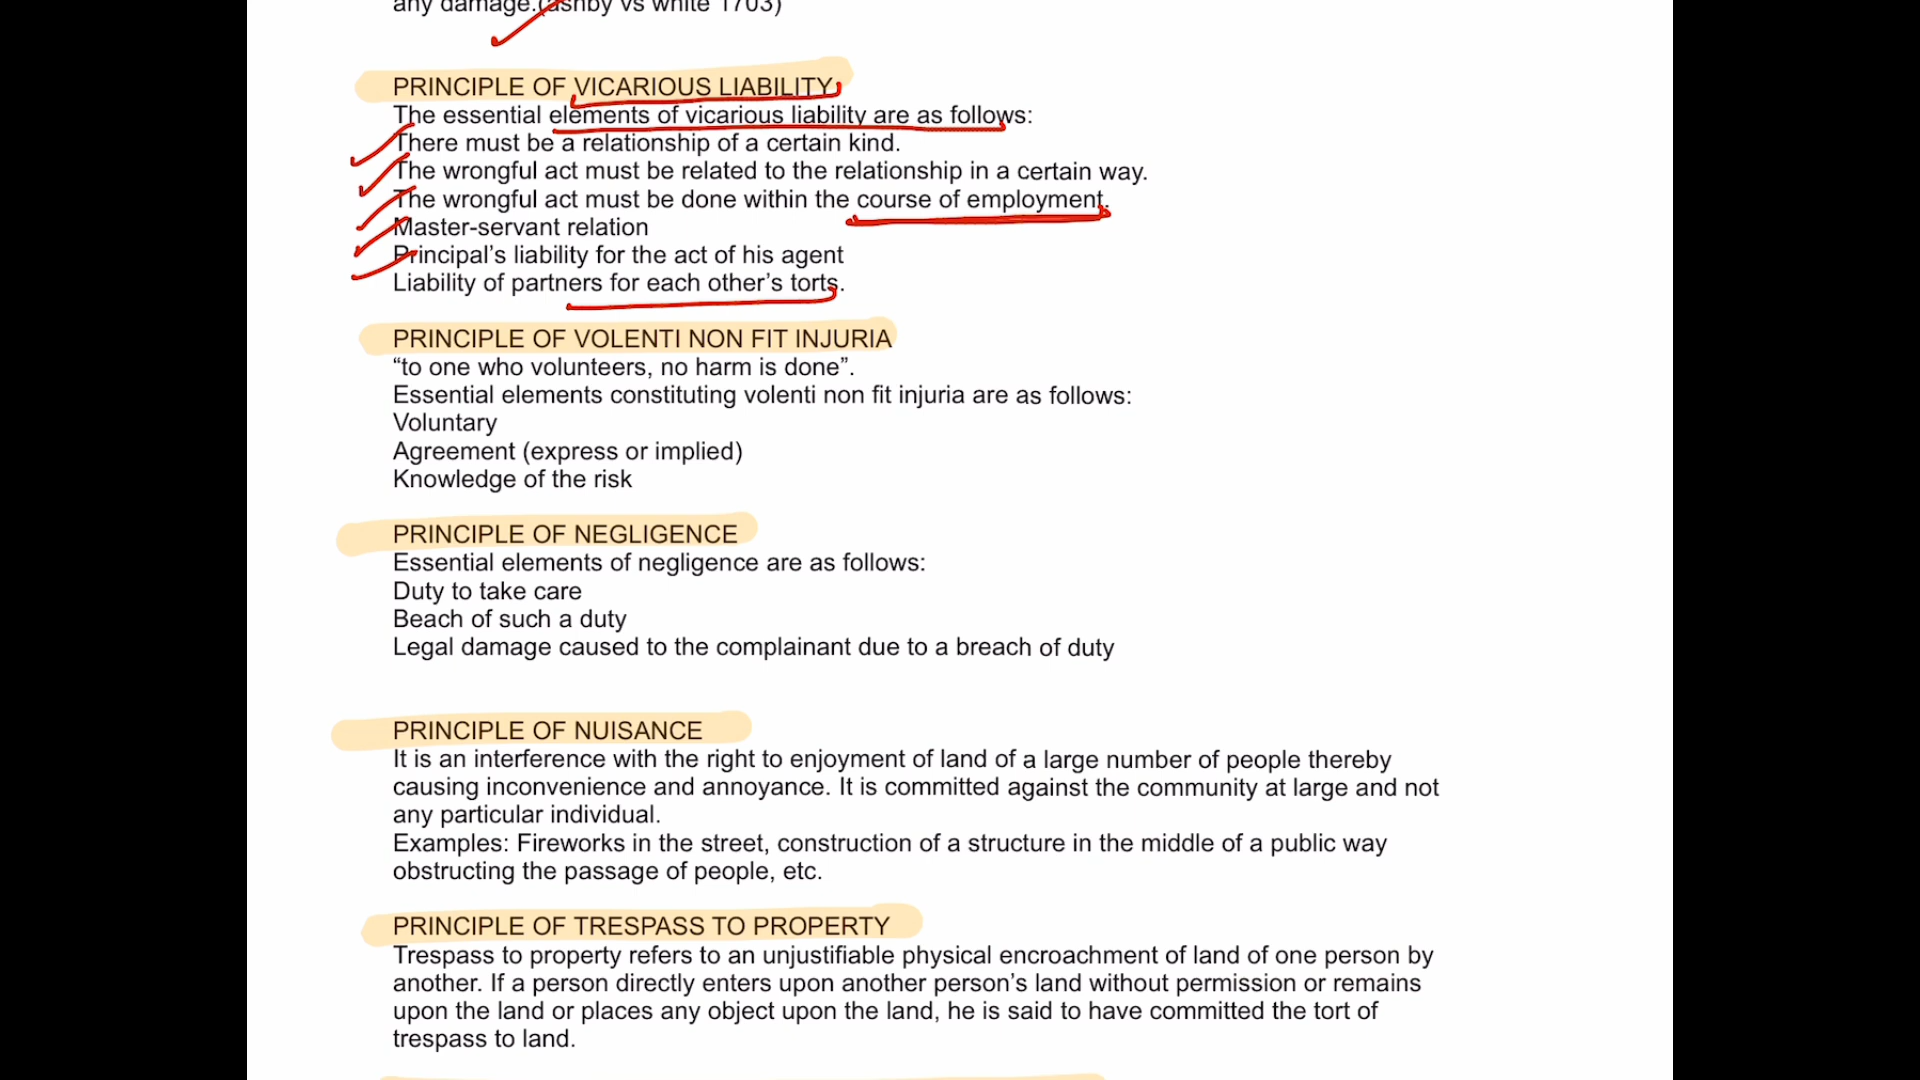 any damage.(ashby vs white 1703)
PRINCIPLE OF VICARIOUS LIABILITY
The essential elements of vicarious liability are as follows:
There must be a relationship of a certain kind.
The wrongful act must be related to the relationship in a certain way.
The wrongful act must be done within the course of employment.
Master-servant relation
Principal’s liability for the act of his agent
Liability of partners for each other’s torts.
PRINCIPLE OF VOLENTI NON FIT INJURIA
“to one who volunteers, no harm is done”.
Essential elements constituting volenti non fit injuria are as follows:
Voluntary
Agreement (express or implied)
Knowledge of the risk
PRINCIPLE OF NEGLIGENCE
Essential elements of negligence are as follows:
Duty to take care
Beach of such a duty
Legal damage caused to the complainant due to a breach of duty
PRINCIPLE OF NUISANCE
It is an interference with the right to enjoyment of land of a large number of people thereby
causing inconvenience and annoyance. It is committed against the community at large and not
any particular individual.
Examples: Fireworks in the street, construction of a structure in the middle of a public way
obstructing the passage of people, etc.
PRINCIPLE OF TRESPASS TO PROPERTY
Trespass to property refers to an unjustifiable physical encroachment of land of one person by
another. If a person directly enters upon another person’s land without permission or remains
upon the land or places any object upon the land, he is said to have committed the tort of
trespass to land.